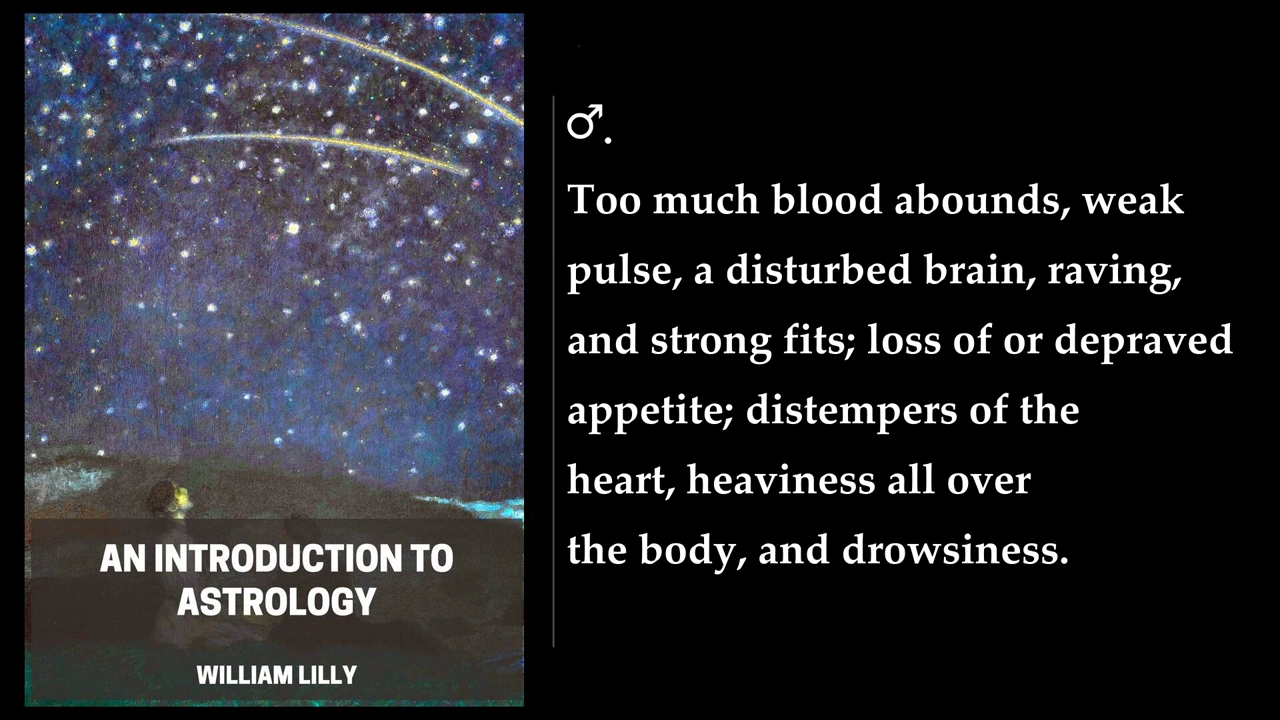 AN INTRODUCTION TO
ASTROLOGY
WILLIAM LILLY
♂.
Too much blood abounds, weak
pulse, a disturbed brain, raving,
and strong fits; loss of or depraved
appetite; distempers of the
heart, heaviness all over
the body, and drowsiness.